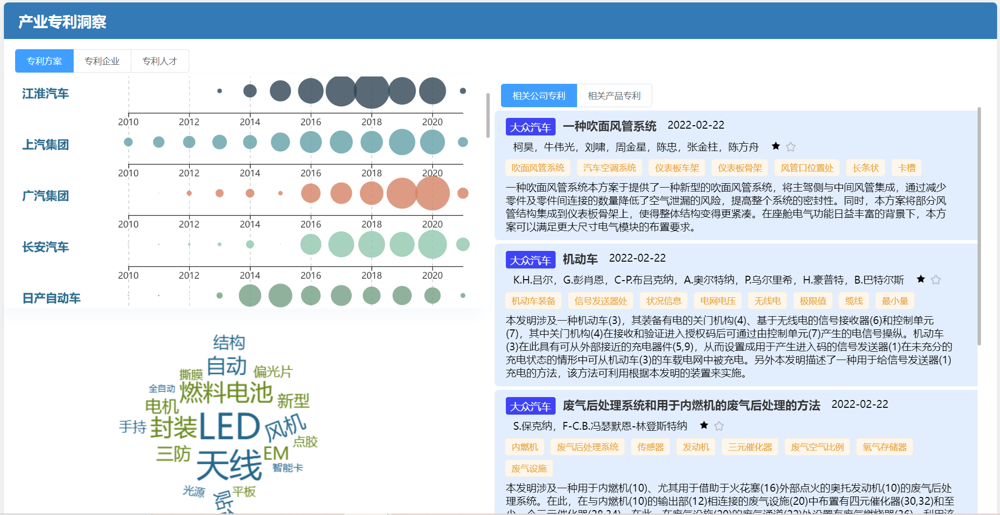 产业专利洞察
专利方案 专利企业 专利人才
江淮汽车
2010 2012 2014 2016 2018 2020
上汽集团
2010 2012 2014 2016 2018 2020
广汽集团
2010 2012 2014 2016 2018 2020
长安汽车
2010 2012 2014 2016 2018 2020
日产自动车
结构
自动
撕膜 偏光片
全自动 燃料电池
电机 新型
手持 封装 LED 风机
点胶
三防 天线 EM
智能卡
光源 平板
相关公司专利 相关产品专利
大众汽车 一种吹面风管系统 2022-02-22
柯昊，牛伟光，刘啸，周金星，陈忠，张金柱，陈方舟
吹面风管系统 汽车空调系统 仪表板车架 仪表板骨架 风管口位置处 长条状 卡槽
一种吹面风管系统本方案于提供了一种新型的吹面风管系统，将主驾侧与中间风管集成，通过减少
零件及零件间连接的数量降低了空气泄漏的风险，提高整个系统的密封性。同时，本方案将部分风
管结构集成到仪表板骨架上，使得整体结构变得更紧凑。在座舱电气功能日益丰富的背景下，本方
案可以满足更大尺寸电气模块的布置要求。
大众汽车 机动车 2022-02-22
K.H.吕尔，G.彭肖恩，C-P.布吕克纳，A.奥尔特纳，P.乌尔里希，H.豪普特，B.巴特尔斯
机动车装备 信号发送器处 状况信息 电网电压 无线电 极限值 缆线 最小量
本发明涉及一种机动车(3)，其装备有电的关门机构(4)、基于无线电的信号接收器(6)和控制单元
(7)，其中关门机构(4)在接收和验证进入授权码后可通过由控制单元(7)产生的电信号操纵。机动车
(3)在此具有可从外部接近的充电器件(5,9)，从而设置成用于产生进入码的信号发送器(1)在未充分的
充电状态的情形中可从机动车(3)的车载电网中被充电。另外本发明描述了一种用于给信号发送器(1)
充电的方法，该方法可利用根据本发明的装置来实施。
大众汽车 废气后处理系统和用于内燃机的废气后处理的方法 2022-02-22
S.保克纳，F-C.B.冯瑟默恩-林登斯特纳
内燃机 废气后处理系统 传感器 发动机 三元催化器 废气空气比例 氧气存储器
废气设施
本发明涉及一种用于内燃机(10)、尤其用于借助于火花塞(16)外部点火的奥托发动机(10)的废气后处
理系统。在此，在与内燃机(10)的输出部(12)相连接的废气设施(20)中布置有四元催化器(30,32)和至